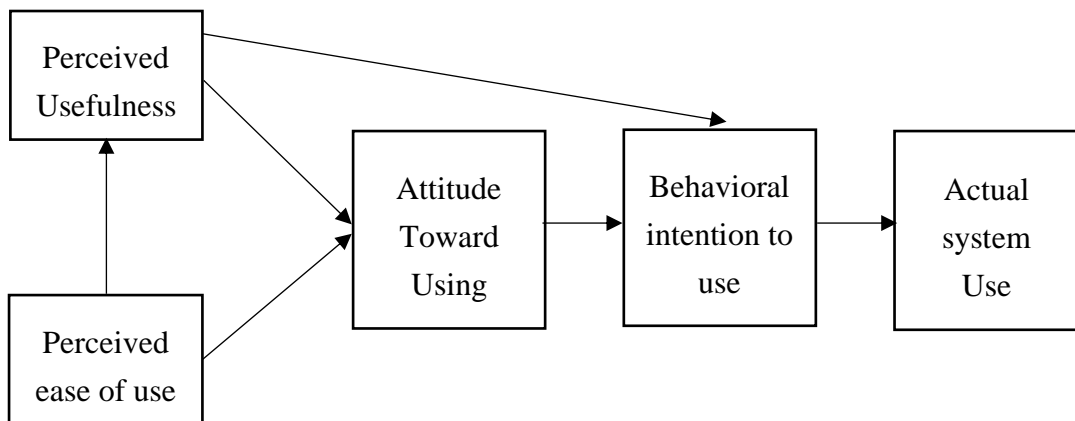 Perceived
Usefulness
Attitude
Toward
Using
Behavioral
intention to
use
Actual
system
Use
Perceived
ease of use